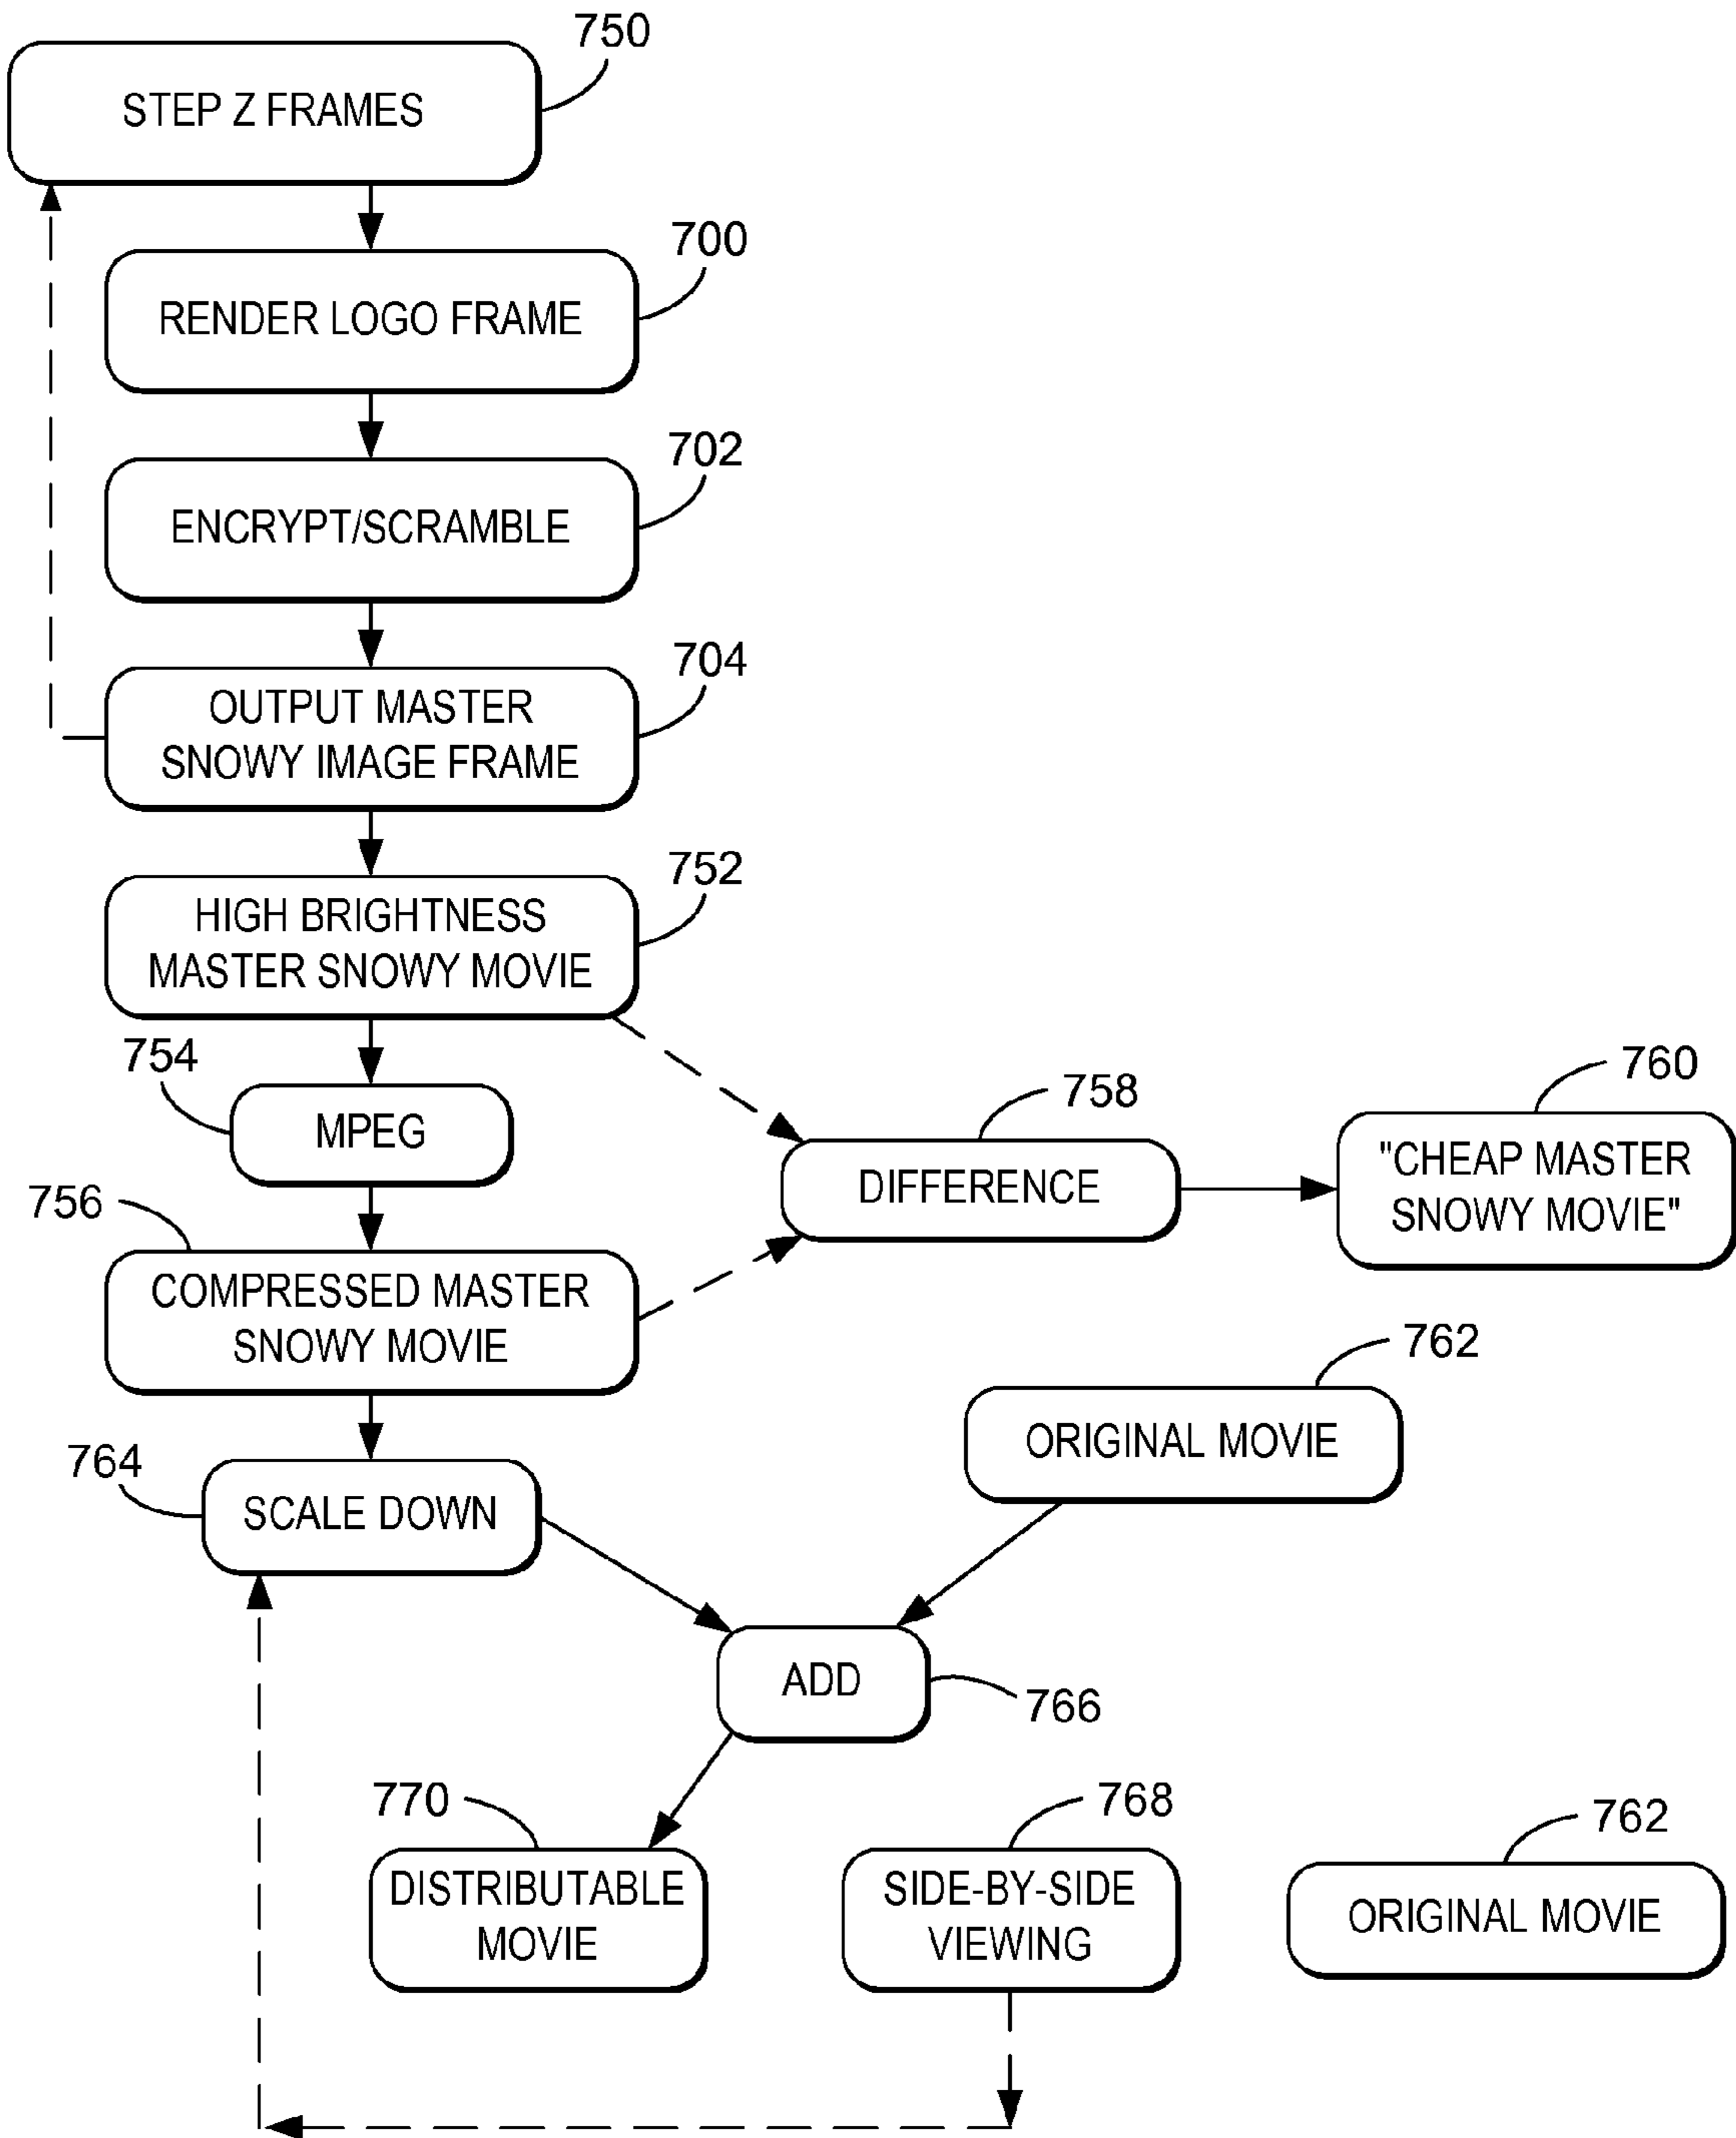 750
STEP Z FRAMES
700
RENDER LOGO FRAME
702
ENCRYPT/SCRAMBLE
704
OUTPUT MASTER
SNOWY IMAGE FRAME
752
HIGH BRIGHTNESS
MASTER SNOWY MOVIE
754
MPEG
758
DIFFERENCE
760
"CHEAP MASTER
SNOWY MOVIE"
756
COMPRESSED MASTER
SNOWY MOVIE
762
ORIGINAL MOVIE
764
SCALE DOWN
ADD
766
770
DISTRIBUTABLE
MOVIE
768
SIDE-BY-SIDE
VIEWING
762
ORIGINAL MOVIE